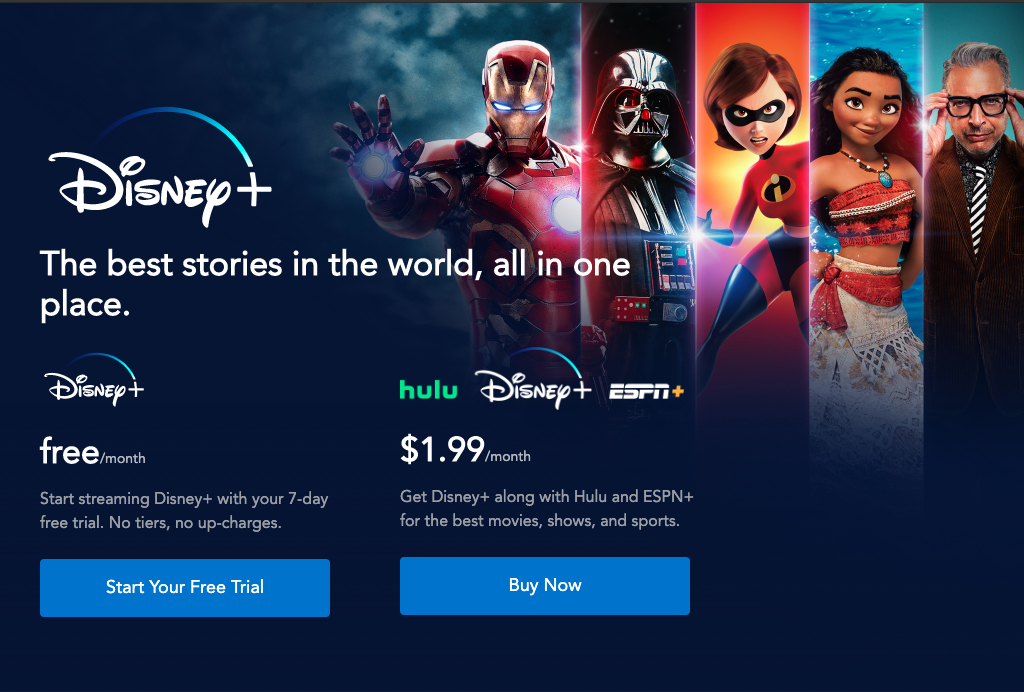 Disney+
The best stories in the world, all in one
place.
Disney+
free/month
Start streaming Disney+ with your 7-day
free trial. No tiers, no up-charges.
Start Your Free Trial
hulu Disney+ ESPN+
$1.99/month
Get Disney+ along with Hulu and ESPN+
for the best movies, shows, and sports.
Buy Now